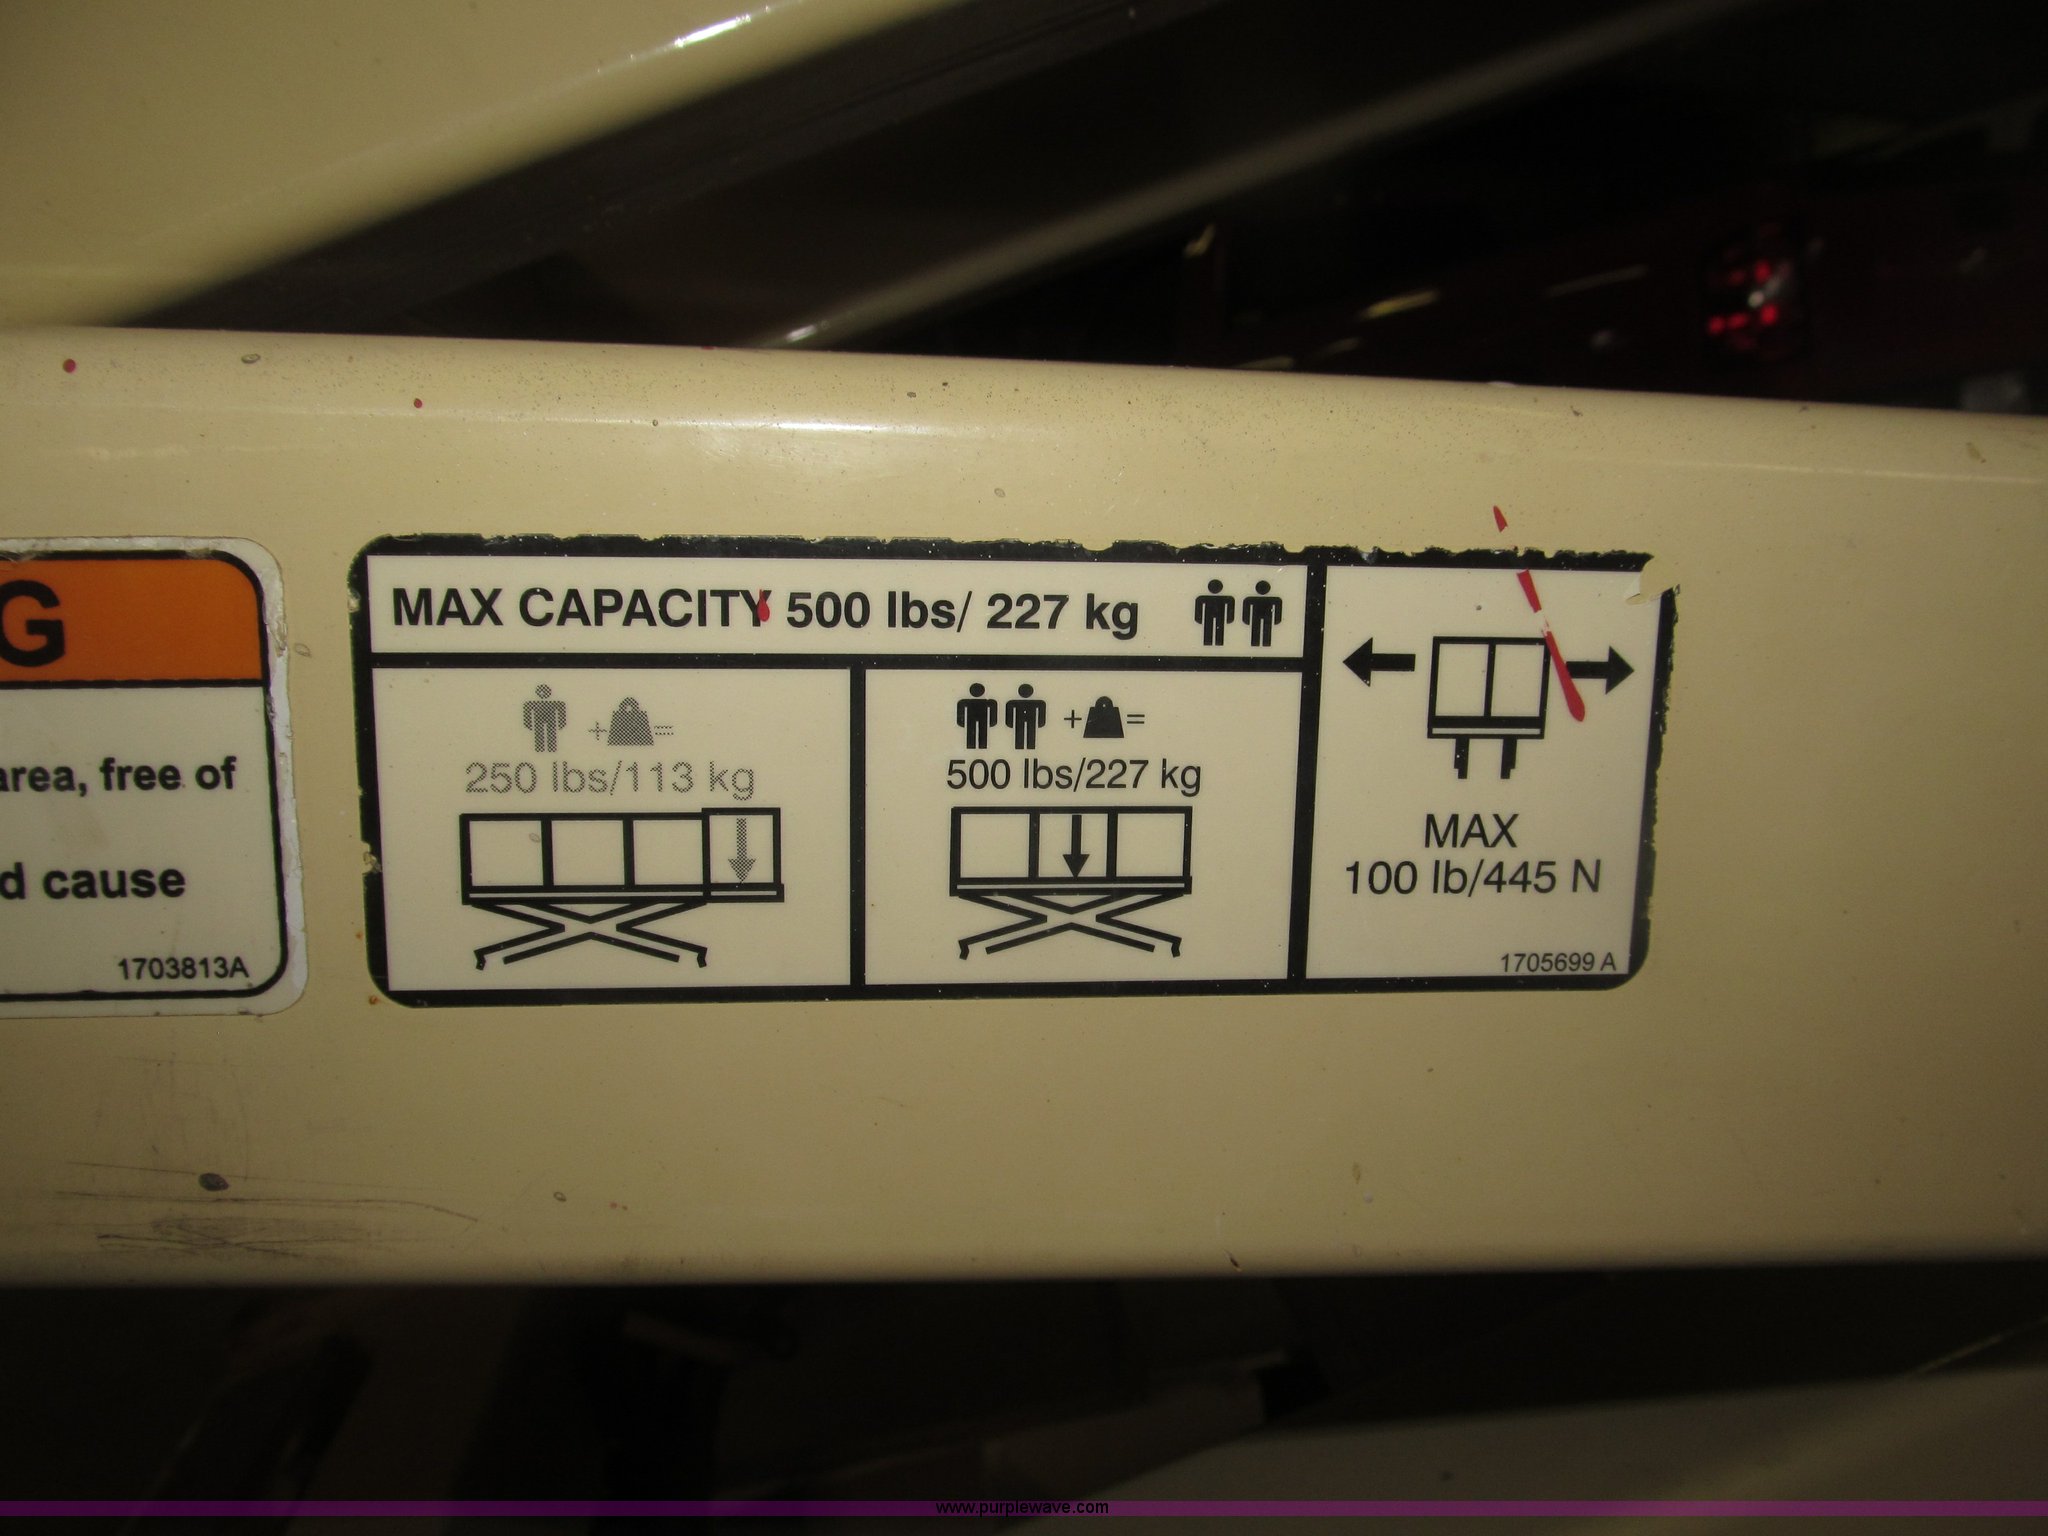 G
area, free of
d cause
1703813A
MAX CAPACITY 500 lbs/ 227 kg
+ =
250 lbs/113 kg
+ =
500 lbs/227 kg
MAX
100 lb/445 N
1705699 A
www.purplewave.com